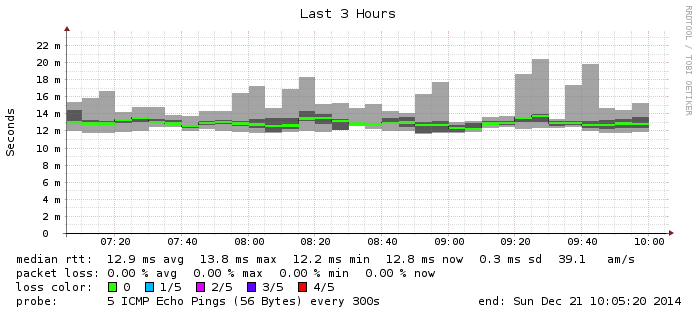 Last 3 Hours
RRDTOOL / TOBI OETIKER
Seconds
22 m
20 m
18 m
16 m
14 m
12 m
10 m
8 m
6 m
4 m
2 m
0
07:20 07:40 08:00 08:20 08:40 09:00 09:20 09:40 10:00
median rtt: 12.9 ms avg 13.8 ms max 12.2 ms min 12.8 ms now 0.3 ms sd 39.1 am/s
packet loss: 0.00 % avg 0.00 % max 0.00 % min 0.00 % now
loss color: 0 1/5 2/5 3/5 4/5
probe: 5 ICMP Echo Pings (56 Bytes) every 300s end: Sun Dec 21 10:05:20 2014